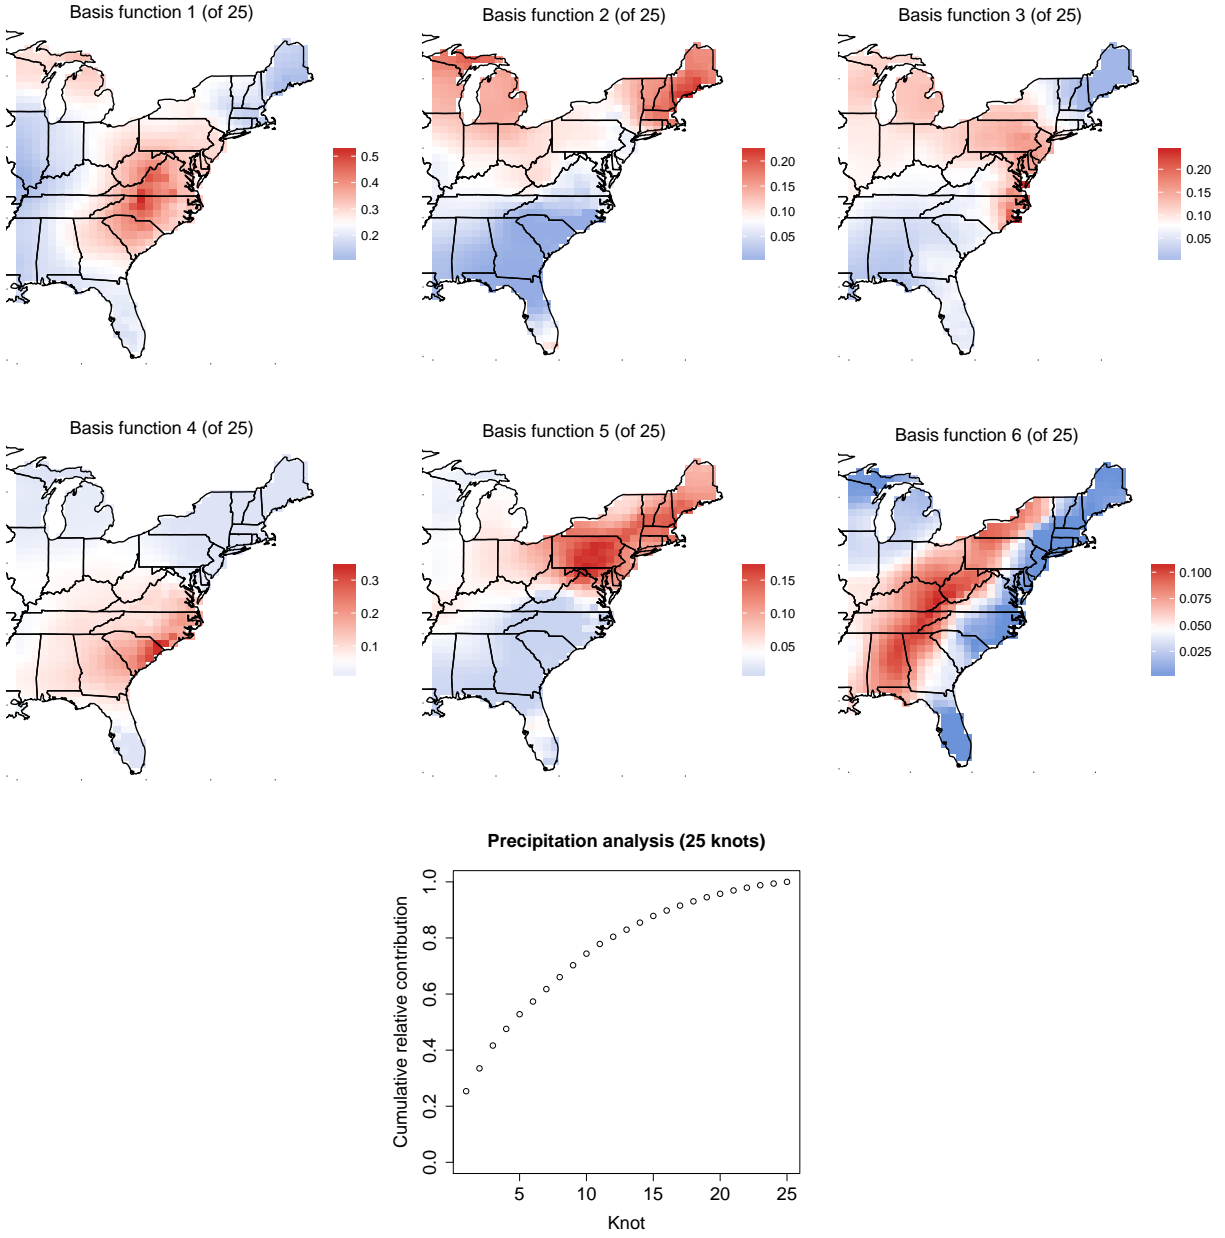 Basis function 1 (of 25)
Basis function 2 (of 25)
Basis function 3 (of 25)
0.5
0.4
0.3
0.2
0.20
0.15
0.10
0.05
0.20
0.15
0.10
0.05
Basis function 4 (of 25)
Basis function 5 (of 25)
Basis function 6 (of 25)
0.3
0.2
0.1
0.15
0.10
0.05
0.100
0.075
0.050
0.025
Precipitation analysis (25 knots)
Cumulative relative contribution
1.0
0.8
0.6
0.4
0.2
0.0
5 10 15 20 25
Knot